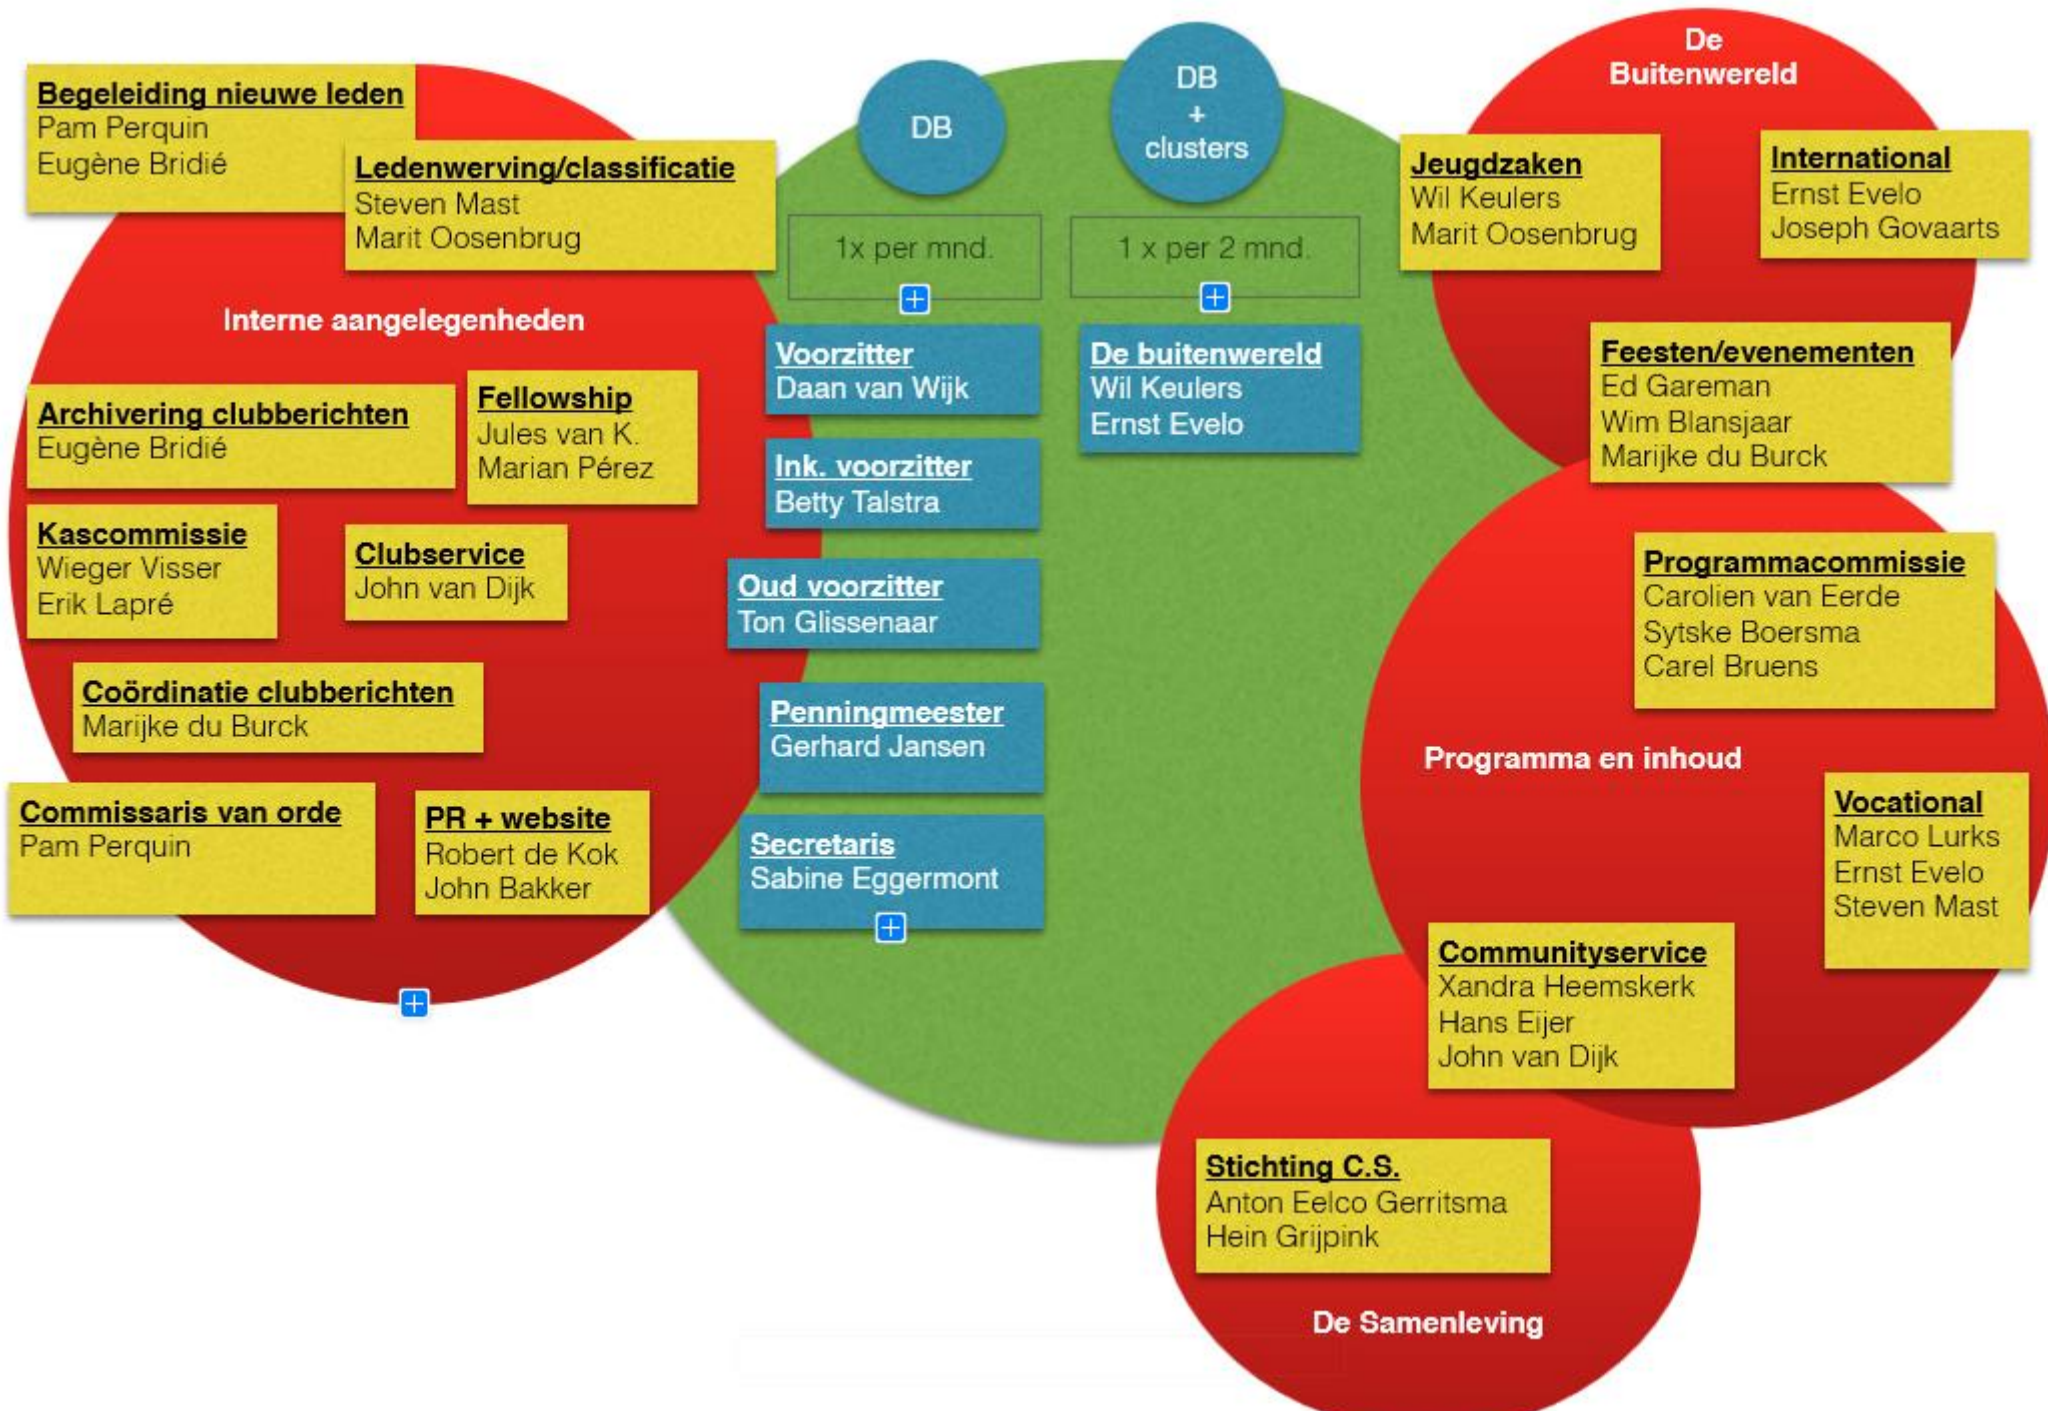 Begeleiding nieuwe leden
Pam Perquin
Eugène Bridié
Ledenwerving/classificatie
Steven Mast
Marit Oosenbrug
Interne aangelegenheden
Archivering clubberichten
Eugène Bridié
Fellowship
Jules van K.
Marian Pérez
Kascommissie
Wieger Visser
Erik Lapré
Clubservice
John van Dijk
Coördinatie clubberichten
Marijke du Burck
Commissaris van orde
Pam Perquin
PR + website
Robert de Kok
John Bakker
DB
1x per mnd.
Voorzitter
Daan van Wijk
Ink. voorzitter
Betty Talstra
Oud voorzitter
Ton Glissenaar
Penningmeester
Gerhard Jansen
Secretaris
Sabine Eggermont
DB
+
clusters
1 x per 2 mnd.
De buitenwereld
Wil Keulers
Ernst Evelo
De
Buitenwereld
Jeugdzaken
Wil Keulers
Marit Oosenbrug
International
Ernst Evelo
Joseph Govaarts
Feesten/evenementen
Ed Gareman
Wim Blansjaar
Marijke du Burck
Programmacommissie
Carolien van Eerde
Sytske Boersma
Carel Bruens
Programma en inhoud
Vocational
Marco Lurks
Ernst Evelo
Steven Mast
Communityservice
Xandra Heemskerk
Hans Eijer
John van Dijk
Stichting C.S.
Anton Eelco Gerritsma
Hein Grijpink
De Samenleving